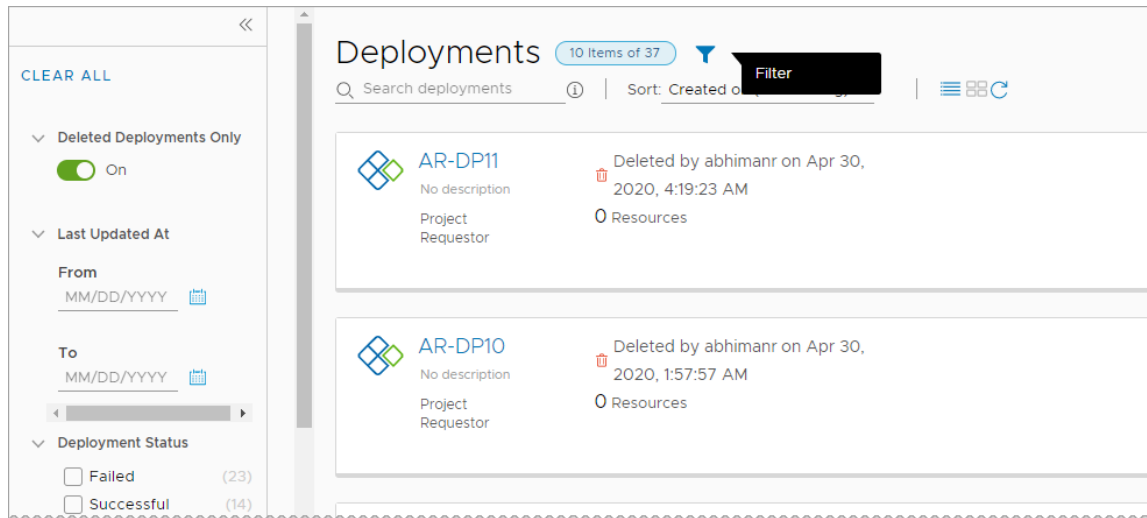 CLEAR ALL
Deleted Deployments Only
On
Last Updated At
From
MM/DD/YYYY
To
MM/DD/YYYY
Deployment Status
Failed (23)
Successful (14)
Deployments 10 Items of 37
Filter
Search deployments Sort: Created
AR-DP11
No description
Project
Requestor
Deleted by abhimanr on Apr 30,
2020, 4:19:23 AM
0 Resources
AR-DP10
No description
Project
Requestor
Deleted by abhimanr on Apr 30,
2020, 1:57:57 AM
0 Resources